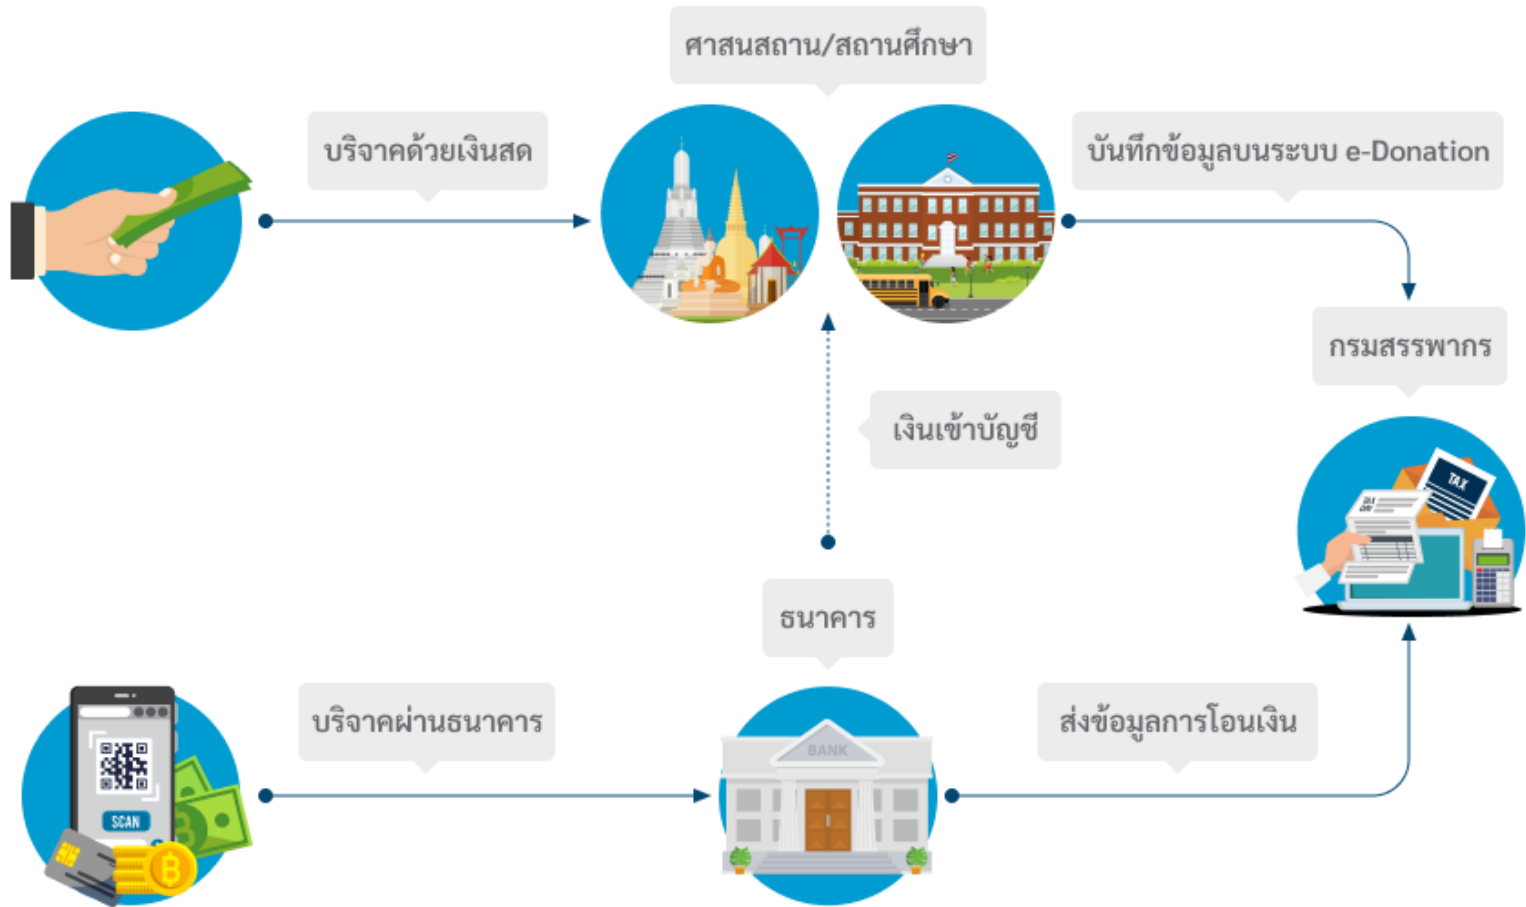 ศาสนสถาน/สถานศึกษา
บริจาคด้วยเงินสด
บันทึกข้อมูลบนระบบ e-Donation
กรมสรรพากร
เงินเข้าบัญชี
TAX
TAX
ธนาคาร
บริจาคผ่านธนาคาร
ส่งข้อมูลการโอนเงิน
BANK
SCAN